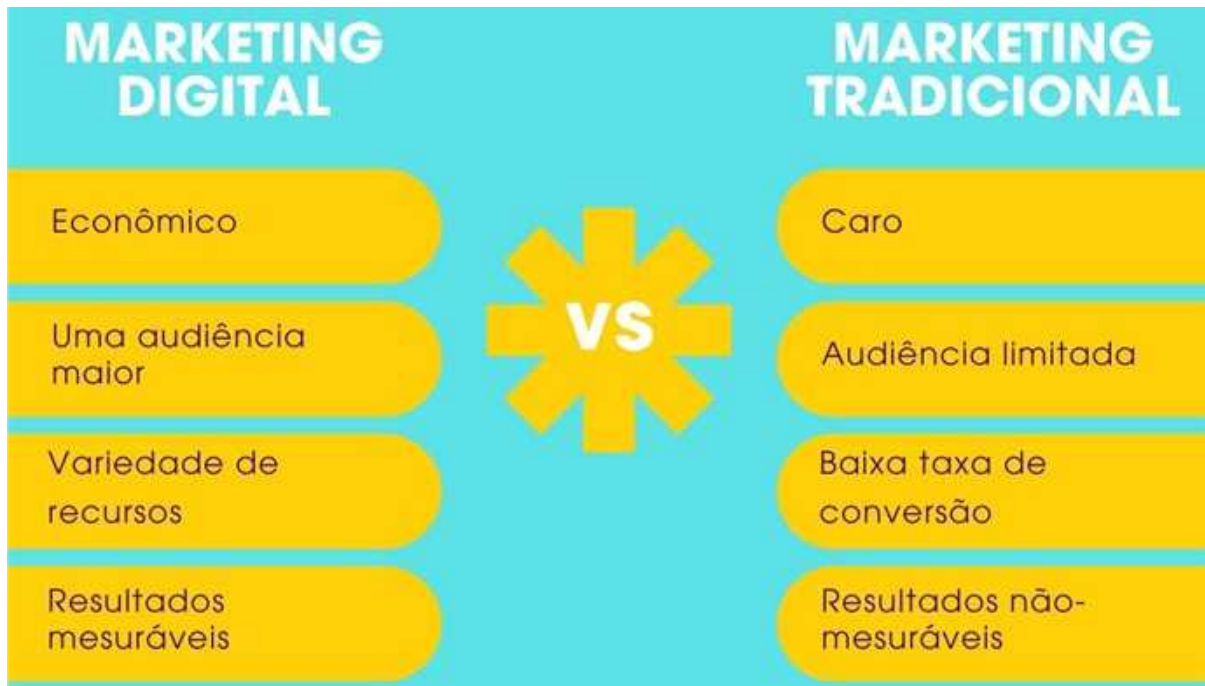 MARKETING
DIGITAL
Econômico
Uma audiência
maior
Variedade de
recursos
Resultados
mesuráveis
VS
MARKETING
TRADICIONAL
Caro
Audiência limitada
Baixa taxa de
conversão
Resultados não-
mesuráveis